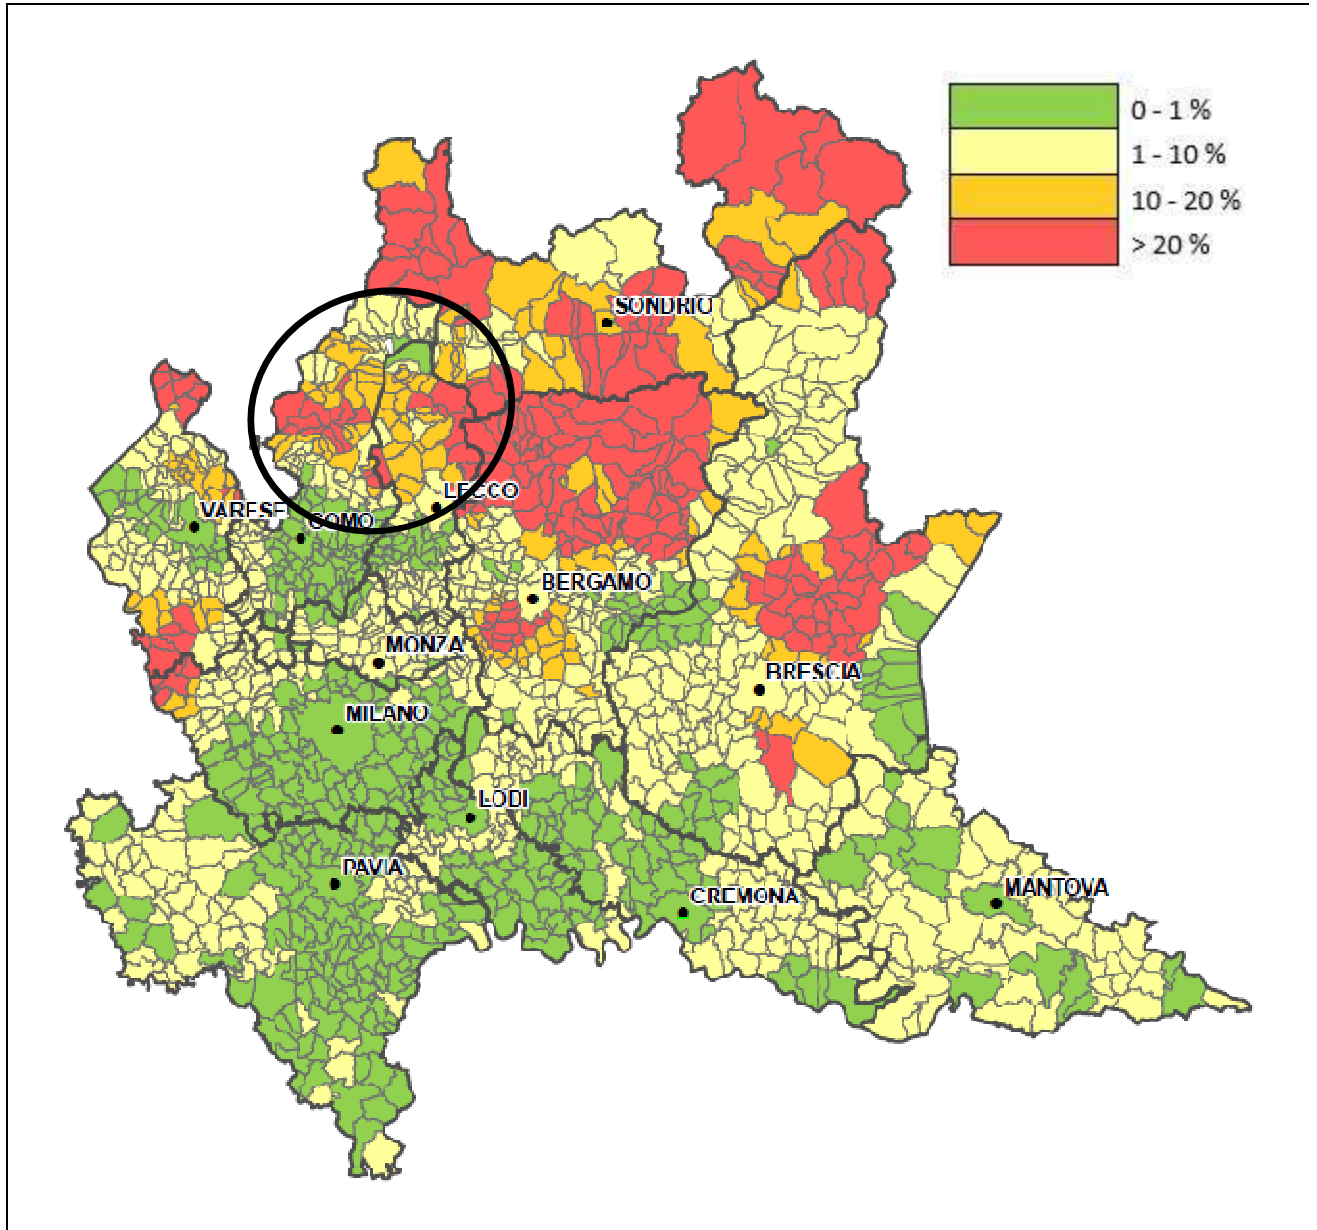 0 - 1 %
1 - 10 %
10 - 20 %
> 20 %
SONDRIO
LECCO
VARESE
COMO
BERGAMO
MONZA
BRESCIA
MILANO
LODI
PAVIA
CREMONA
MANTOVA